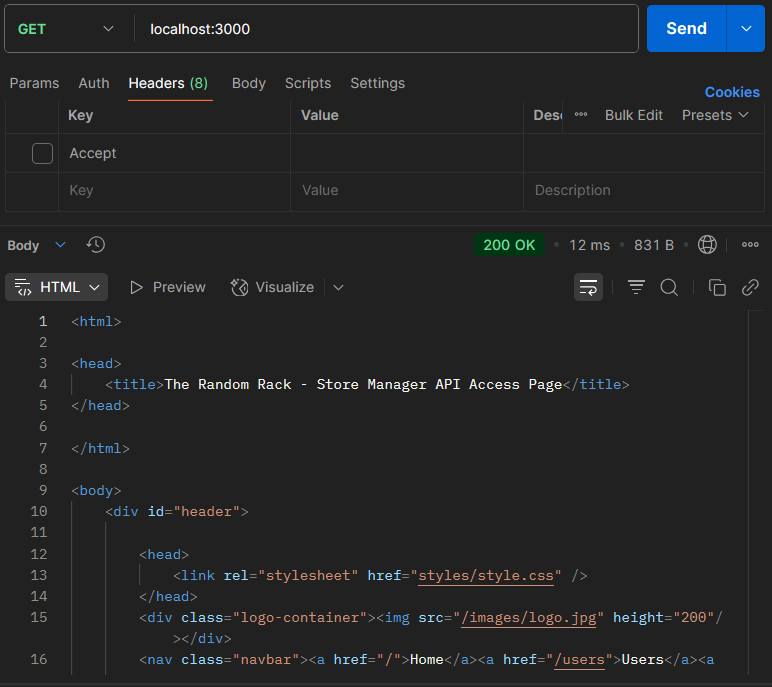 GET localhost:3000 Send
Params Auth Headers (8) Body Scripts Settings Cookies
Key Value Desc Bulk Edit Presets
Accept
Key Value Description
Body 200 OK • 12 ms • 831 B
HTML Preview Visualize
1 <html>
2
3 <head>
4 <title>The Random Rack - Store Manager API Access Page</title>
5 </head>
6
7 </html>
8
9 <body>
10 <div id="header">
11
12 <head>
13 <link rel="stylesheet" href="styles/style.css" />
14 </head>
15 <div class="logo-container"><img src="/images/logo.jpg" height="200"/
></div>
16 <nav class="navbar"><a href="/">Home</a><a href="/users">Users</a><a